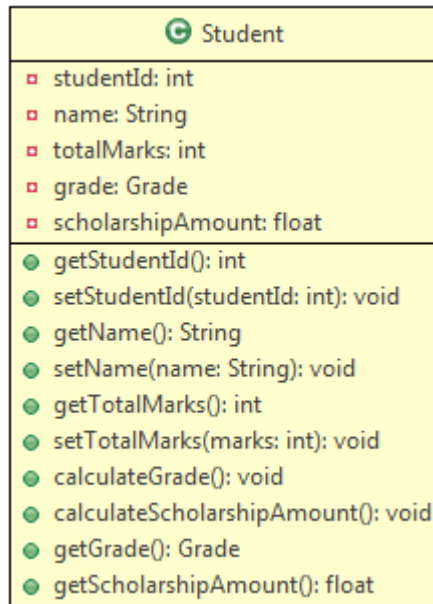 C Student
studentId: int
name: String
totalMarks: int
grade: Grade
scholarshipAmount: float
getStudentId(): int
setStudentId(studentId: int): void
getName(): String
setName(name: String): void
getTotalMarks(): int
setTotalMarks(marks: int): void
calculateGrade(): void
calculateScholarshipAmount(): void
getGrade(): Grade
getScholarshipAmount(): float